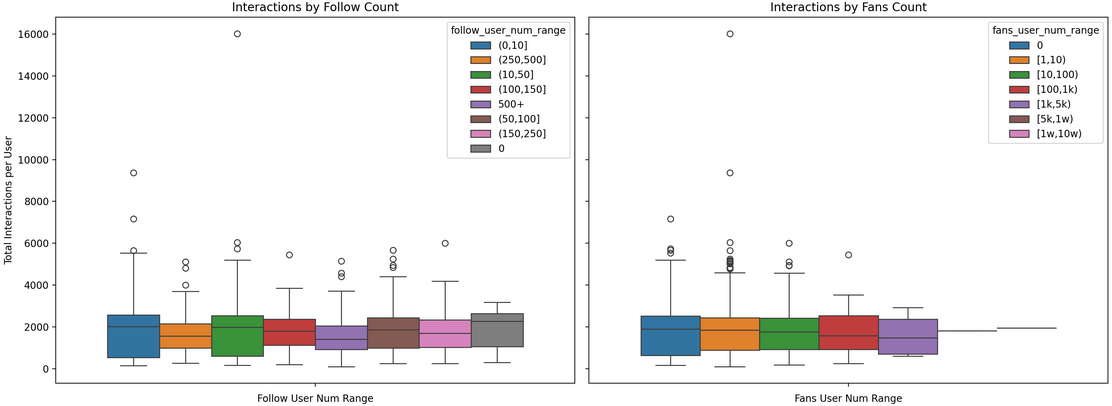 Interactions by Follow Count
Total Interactions per User
16000
14000
12000
10000
8000
6000
4000
2000
0
follow_user_num_range
(0,10]
(250,500]
(10,50]
(100,150]
500+
(50,100]
(150,250]
0
Follow User Num Range
Interactions by Fans Count
fans_user_num_range
0
[1,10)
[10,100)
[100,1k)
[1k,5k)
[5k,1w)
[1w,10w)
Fans User Num Range